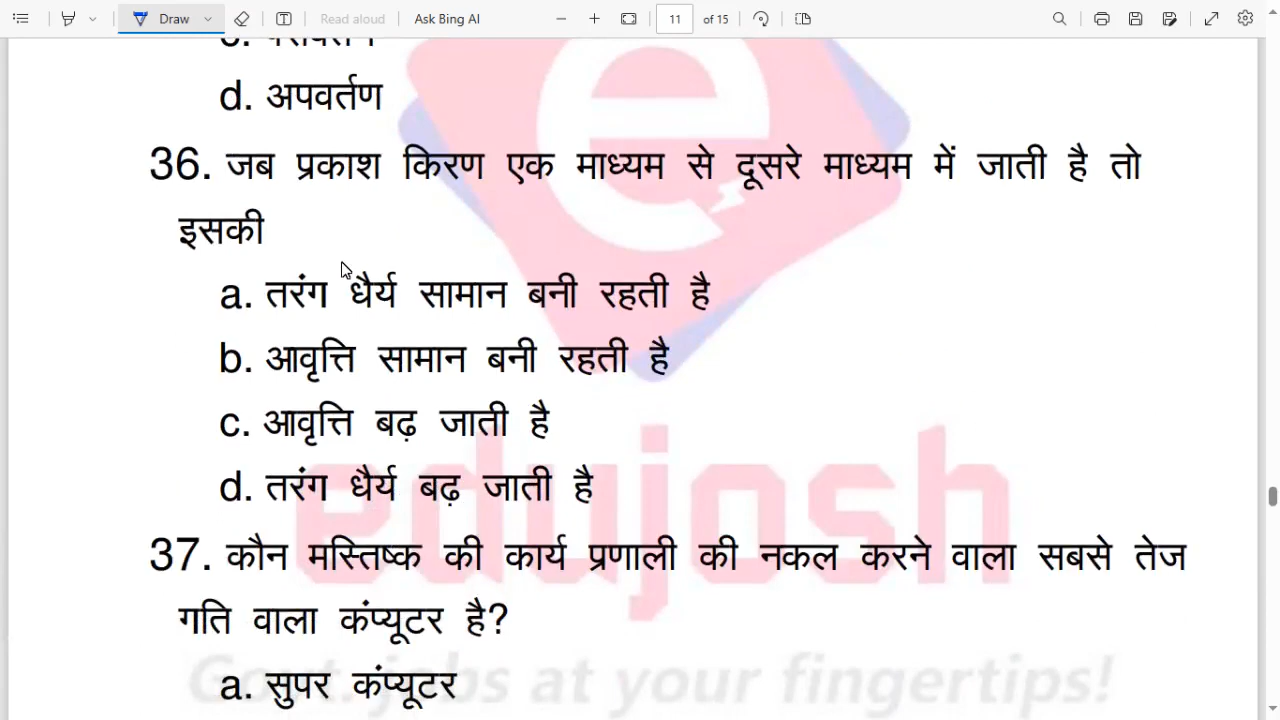 Draw
Read aloud
Ask Bing AI
11 of 15
d. अपवर्तण
36. जब प्रकाश किरण एक माध्यम से दूसरे माध्यम में जाती है तो
इसकी
a. तरंग धैर्य सामान बनी रहती है
b. आवृत्ति सामान बनी रहती है
c. आवृत्ति बढ़ जाती है
d. तरंग धैर्य बढ़ जाती है
37. कौन मस्तिष्क की कार्य प्रणाली की नकल करने वाला सबसे तेज
गति वाला कंप्यूटर है?
a. सुपर कंप्यूटर
edujosh
Govt. jobs at your fingertips!